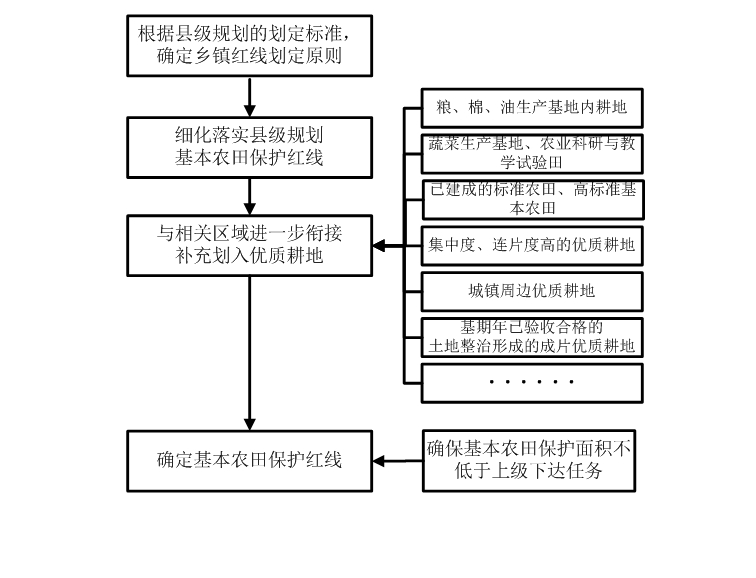 根据县级规划的划定标准，
确定乡镇红线划定原则
细化落实县级规划
基本农田保护红线
与相关区域进一步衔接
补充划入优质耕地
确定基本农田保护红线
粮、棉、油生产基地内耕地
蔬菜生产基地、农业科研与教
学试验田
已建成的标准农田、高标准基
本农田
集中度、连片度高的优质耕地
城镇周边优质耕地
基期年已验收合格的
土地整治形成的成片优质耕地
······
确保基本农田保护面积不
低于上级下达任务